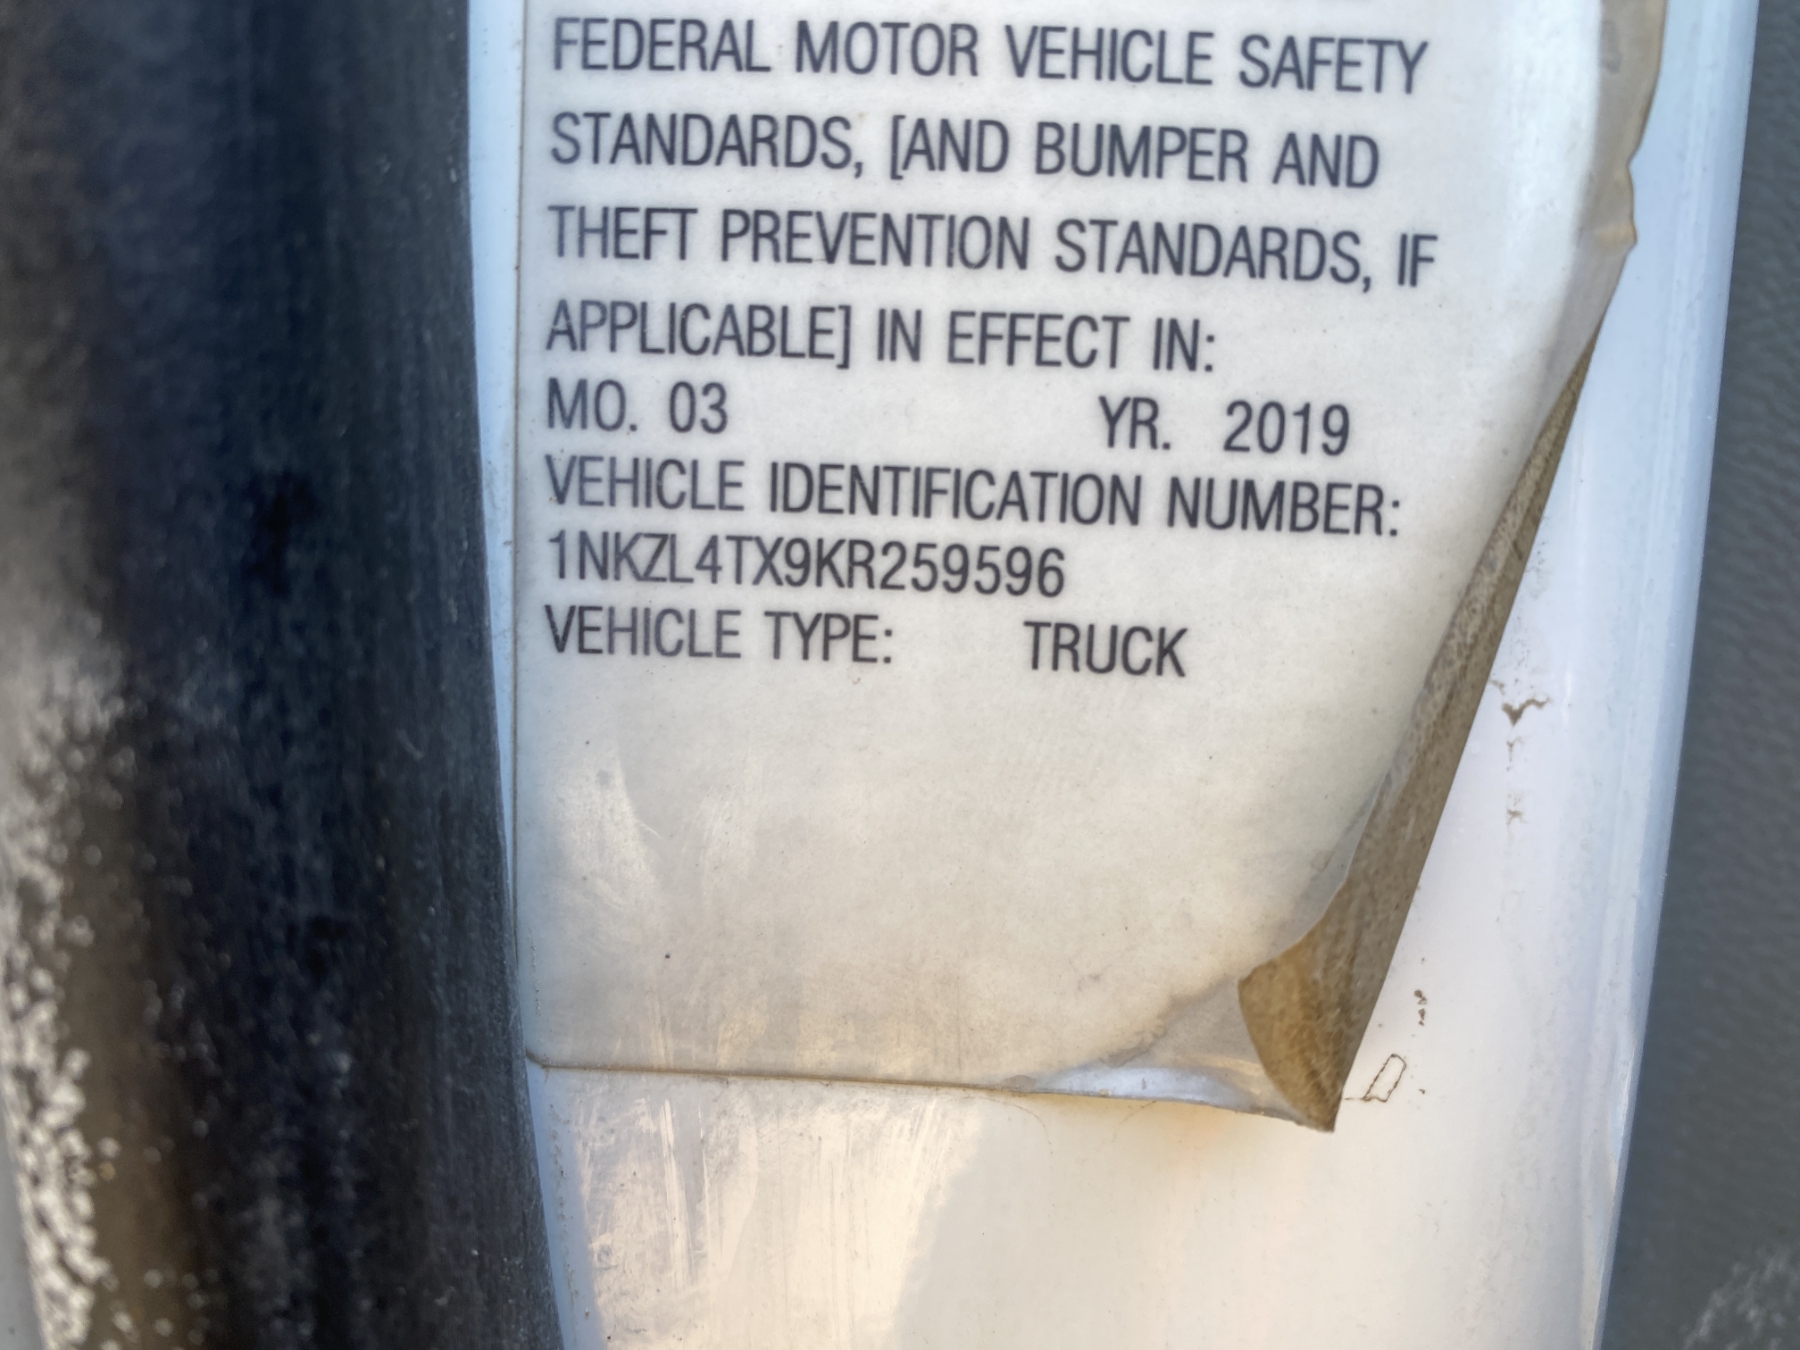 FEDERAL MOTOR VEHICLE SAFETY
STANDARDS, [AND BUMPER AND
THEFT PREVENTION STANDARDS, IF
APPLICABLE] IN EFFECT IN:
MO. 03 YR. 2019
VEHICLE IDENTIFICATION NUMBER:
1NKZL4TX9KR259596
VEHICLE TYPE: TRUCK